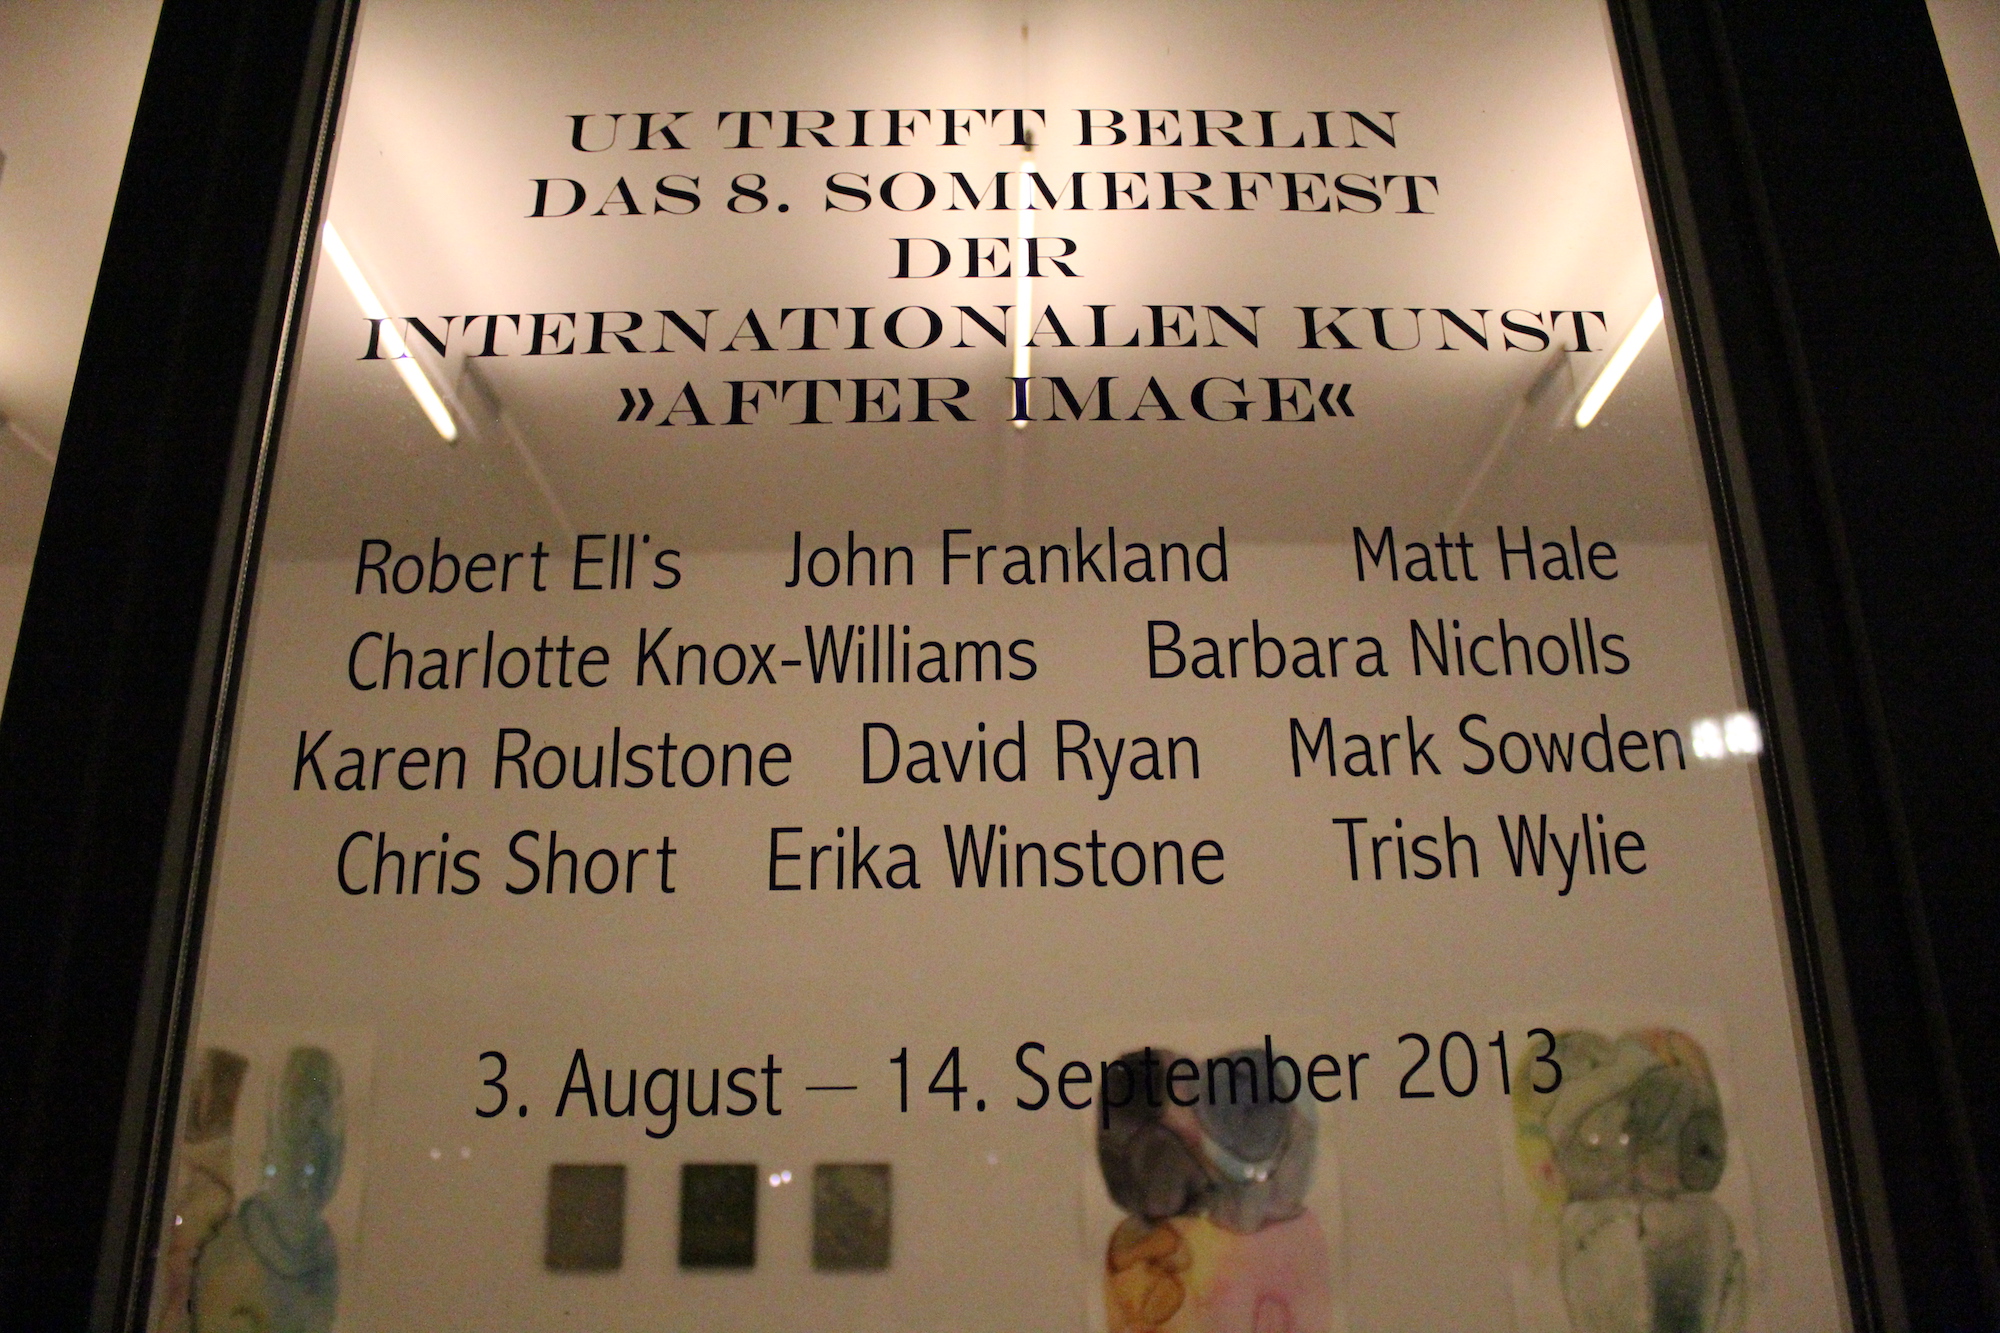 UK TRIFFT BERLIN
DAS 8. SOMMERFEST
DER
INTERNATIONALEN KUNST
»AFTER IMAGE«
Robert Ell's John Frankland Matt Hale
Charlotte Knox-Williams Barbara Nicholls
Karen Roulstone David Ryan Mark Sowden
Chris Short Erika Winstone Trish Wylie
3. August – 14. September 2013